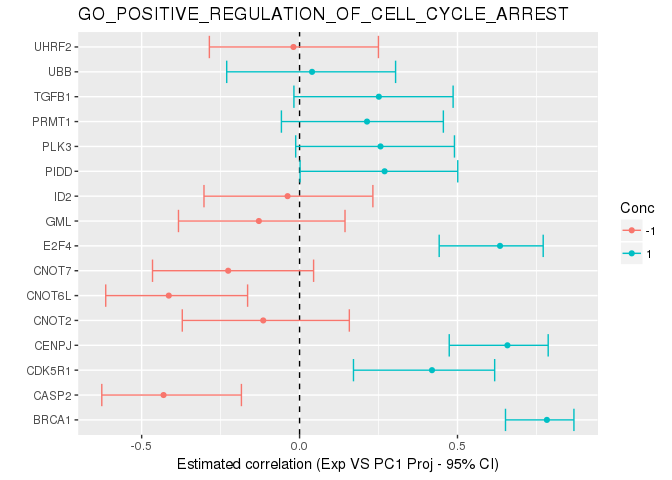 GO_POSITIVE_REGULATION_OF_CELL_CYCLE_ARREST
UHRF2
UBB
TGFB1
PRMT1
PLK3
PIDD
ID2
GML
E2F4
CNOT7
CNOT6L
CNOT2
CENPJ
CDK5R1
CASP2
BRCA1
Conc
-1
1
-0.5 0.0 0.5
Estimated correlation (Exp VS PC1 Proj - 95% CI)